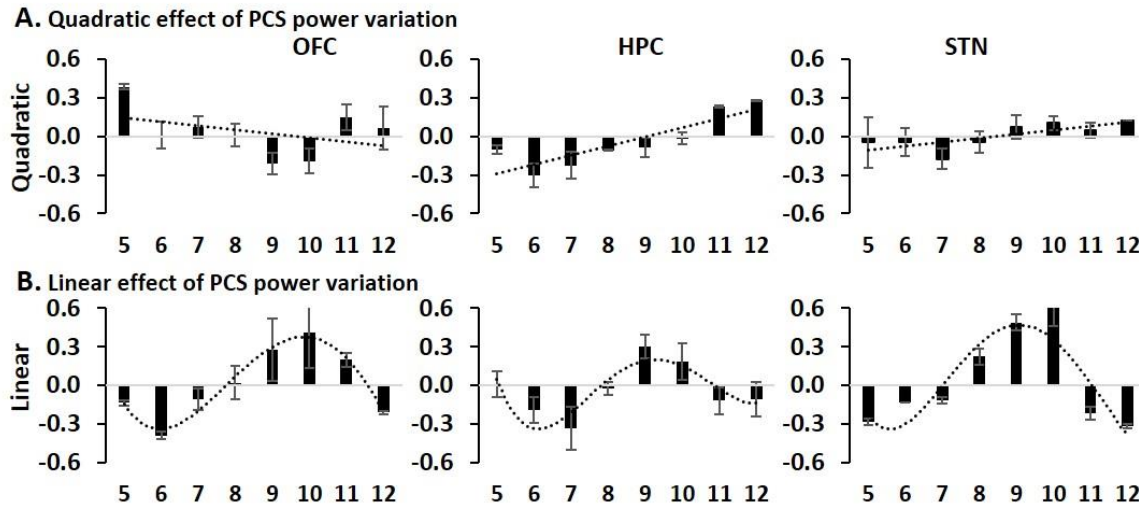 A. Quadratic effect of PCS power variation
OFC HPC STN
Quadratic
0.6 0.6 0.6
0.3 0.3 0.3
0.0 0.0 0.0
-0.3 -0.3 -0.3
-0.6 -0.6 -0.6
5 6 7 8 9 10 11 12 5 6 7 8 9 10 11 12 5 6 7 8 9 10 11 12
B. Linear effect of PCS power variation
Linear
0.6 0.6 0.6
0.3 0.3 0.3
0.0 0.0 0.0
-0.3 -0.3 -0.3
-0.6 -0.6 -0.6
5 6 7 8 9 10 11 12 5 6 7 8 9 10 11 12 5 6 7 8 9 10 11 12